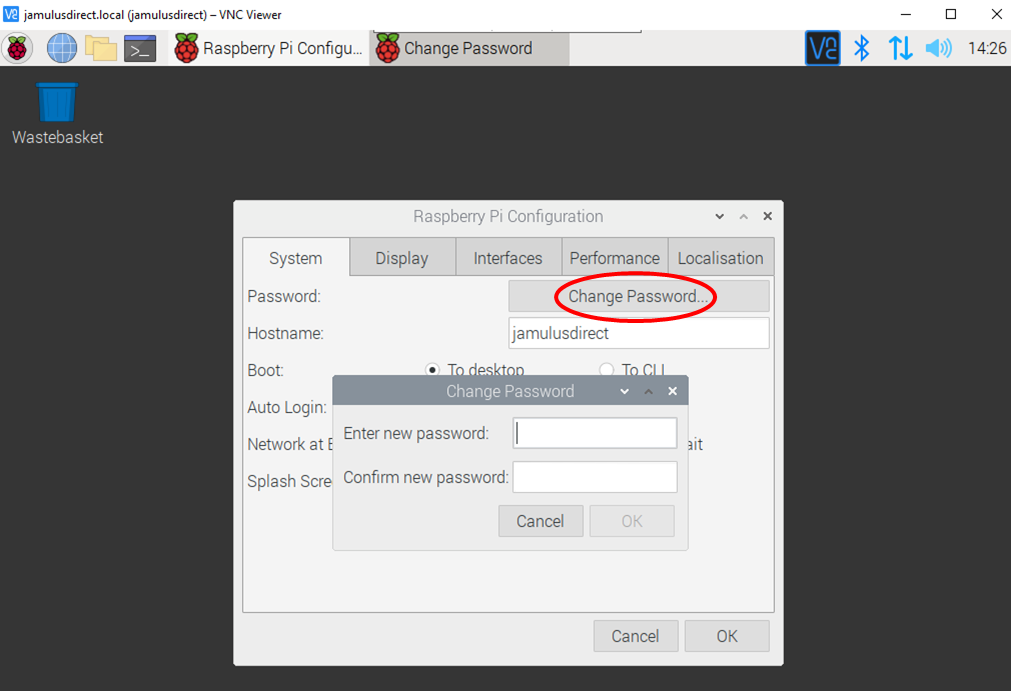 jamulusdirect.local (jamulusdirect) – VNC Viewer
Raspberry Pi Configu... Change Password 14:26
Wastebasket
Raspberry Pi Configuration
System Display Interfaces Performance Localisation
Password: Change Password...
Hostname: jamulusdirect
Boot: To desktop To CLI
Change Password
Auto Login:
Enter new password:
Network at
Confirm new password:
Splash Scre
Cancel OK
Cancel OK